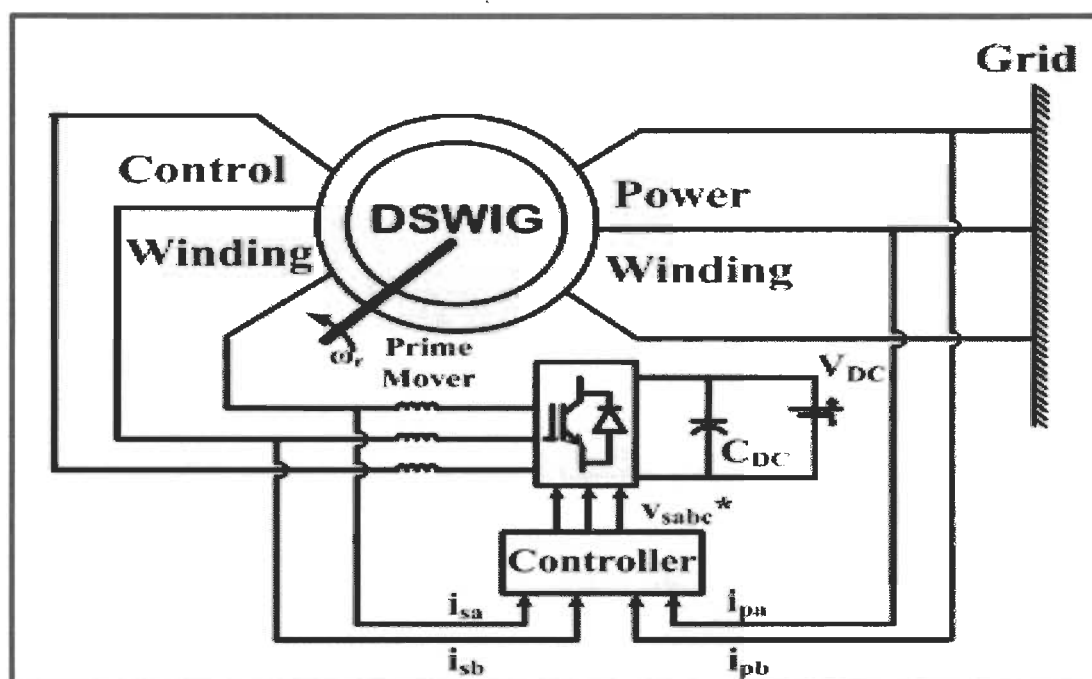 Grid
Control
Winding
DSWIG
Power
Winding
ωr
Prime
Mover
VDC
CDC
vsabc*
Controller
isa
isb
ipa
ipb